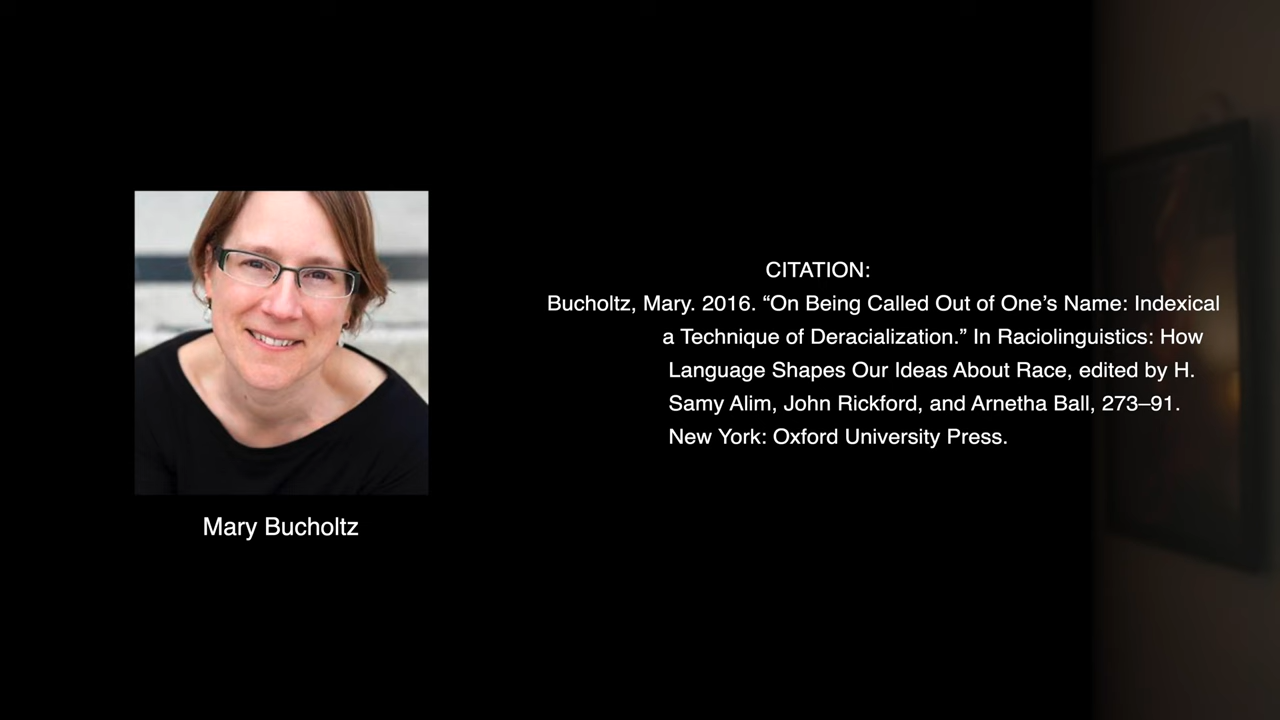 CITATION:
Bucholtz, Mary. 2016. “On Being Called Out of One’s Name: Indexical
a Technique of Deracialization.” In Raciolinguistics: How
Language Shapes Our Ideas About Race, edited by H.
Samy Alim, John Rickford, and Arnetha Ball, 273–91.
New York: Oxford University Press.
Mary Bucholtz